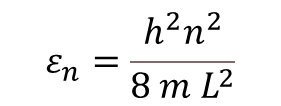 εₙ = h²n² / 8 m L²